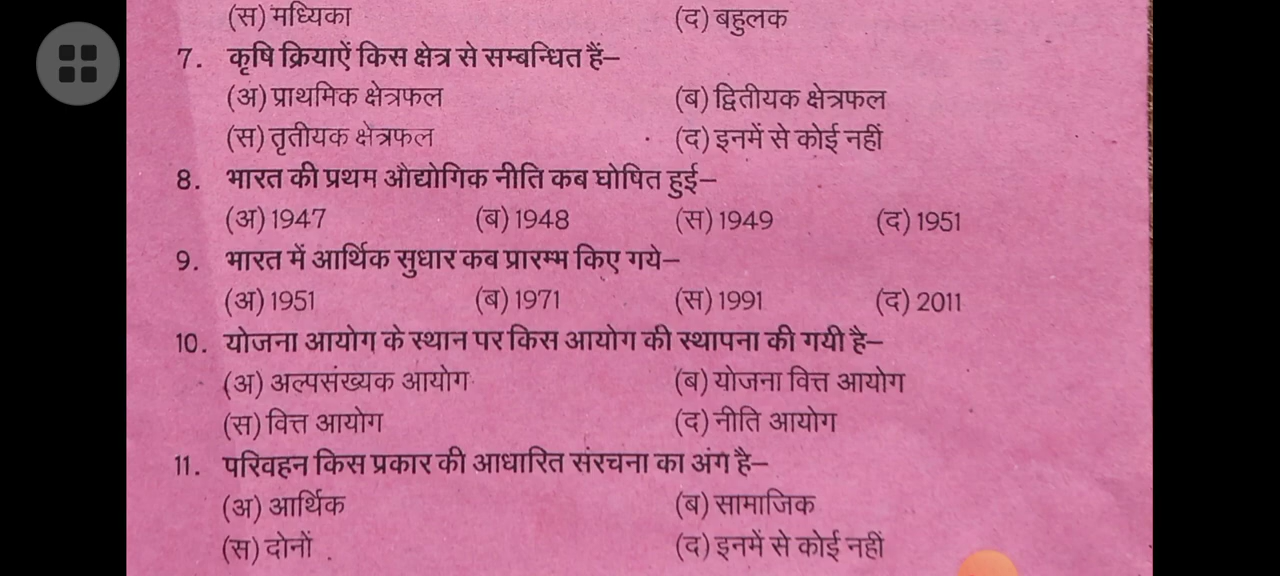 (स) मध्यिका (द) बहुलक
7. कृषि क्रियाऐं किस क्षेत्र से सम्बन्धित हैं–
(अ) प्राथमिक क्षेत्रफल (ब) द्वितीयक क्षेत्रफल
(स) तृतीयक क्षेत्रफल (द) इनमें से कोई नहीं
8. भारत की प्रथम औद्योगिक नीति कब घोषित हुई–
(अ) 1947 (ब) 1948 (स) 1949 (द) 1951
9. भारत में आर्थिक सुधार कब प्रारम्भ किए गये–
(अ) 1951 (ब) 1971 (स) 1991 (द) 2011
10. योजना आयोग के स्थान पर किस आयोग की स्थापना की गयी है–
(अ) अल्पसंख्यक आयोग (ब) योजना वित्त आयोग
(स) वित्त आयोग (द) नीति आयोग
11. परिवहन किस प्रकार की आधारित संरचना का अंग है–
(अ) आर्थिक (ब) सामाजिक
(स) दोनों (द) इनमें से कोई नहीं